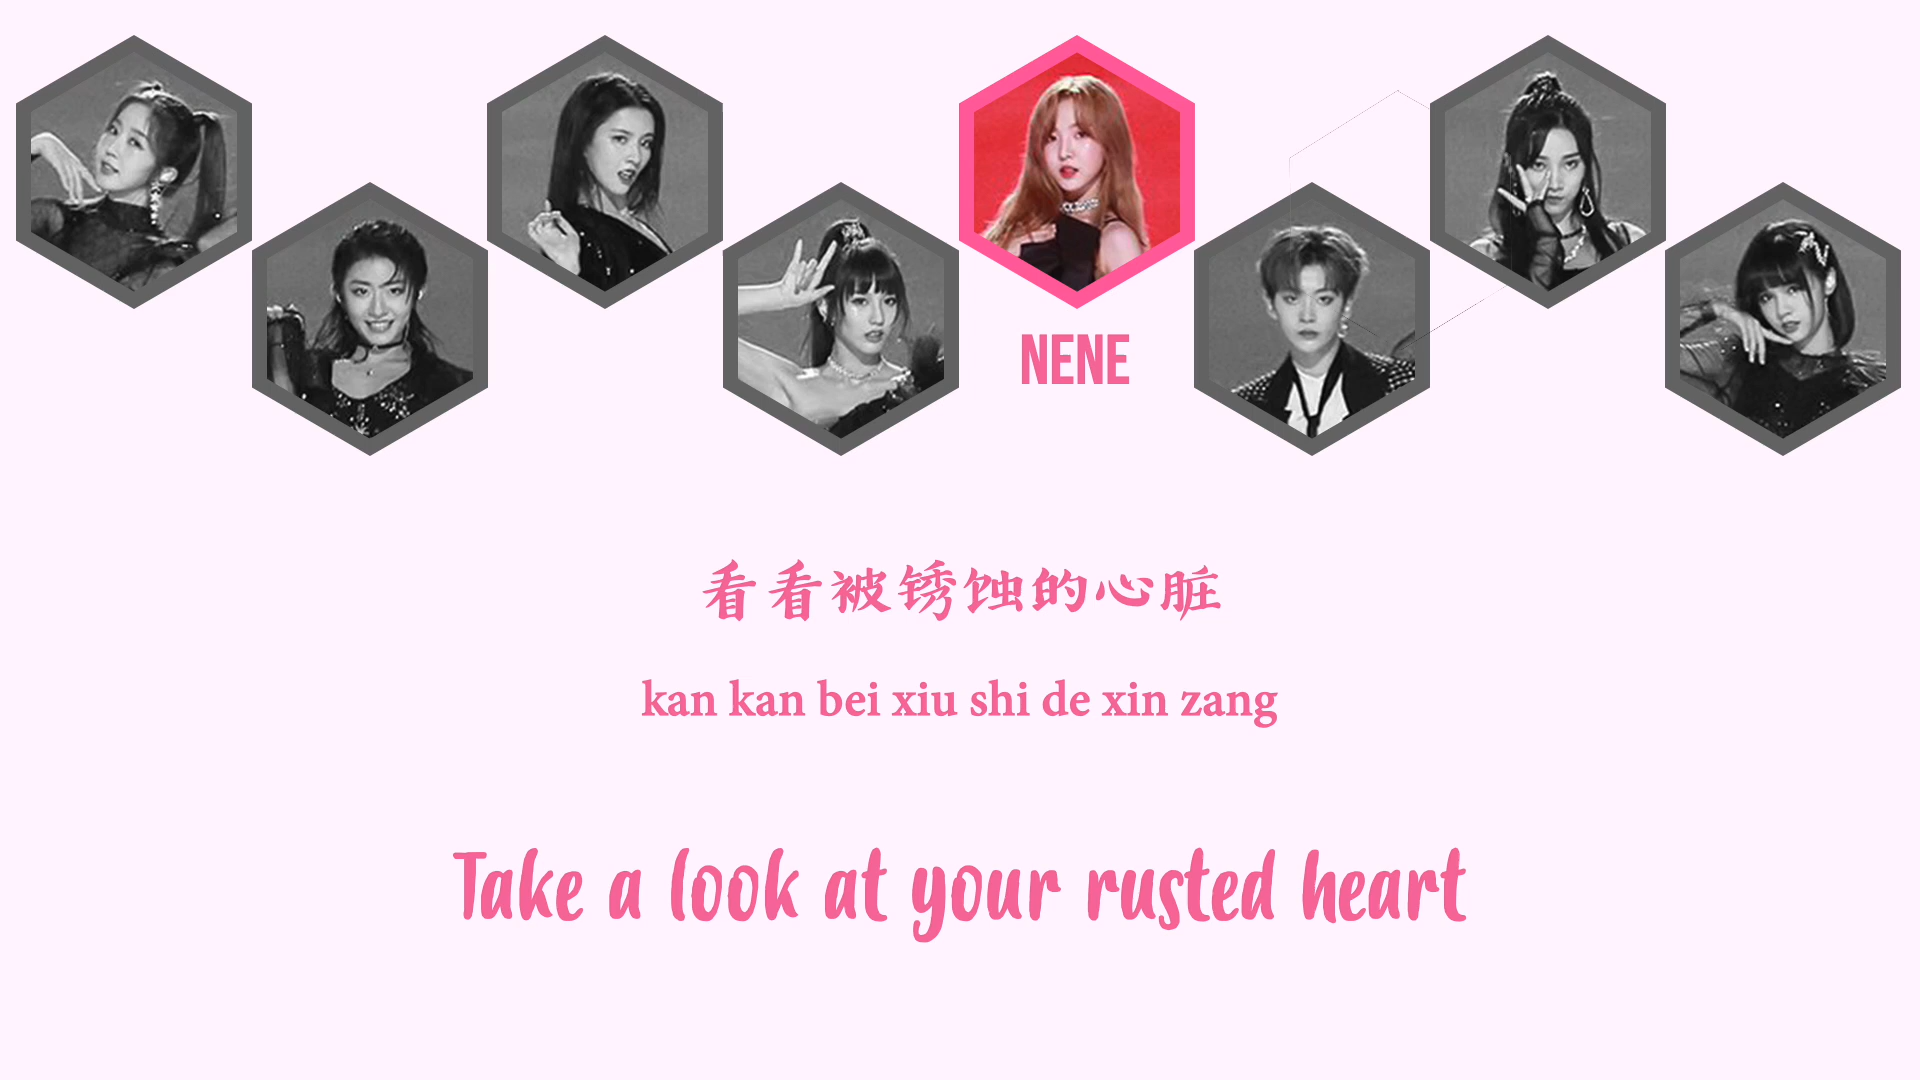 NENE
看看被锈蚀的心脏
kan kan bei xiu shi de xin zang
Take a look at your rusted heart